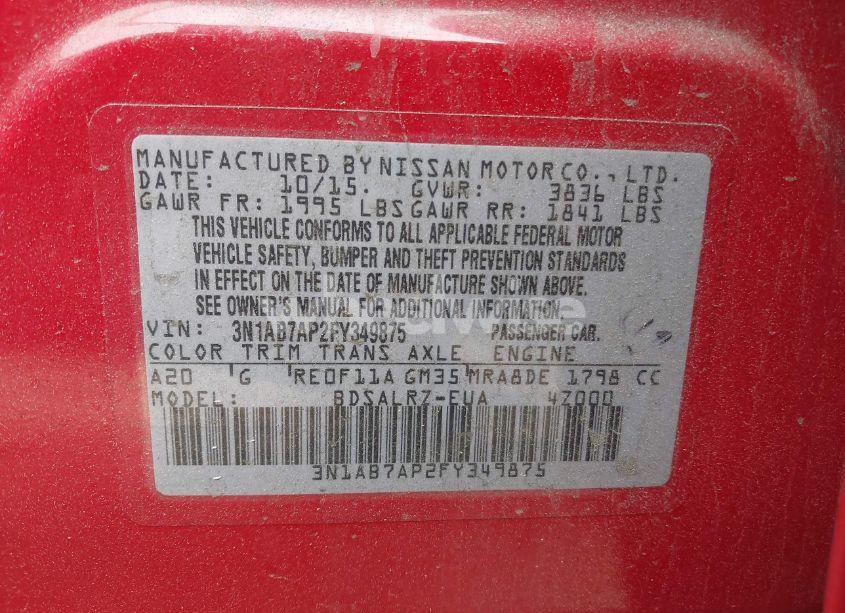 MANUFACTURED BY NISSAN MOTOR CO., LTD.
DATE: 10/15. GVWR: 3836 LBS
GAWR FR: 1995 LBS GAWR RR: 1841 LBS
THIS VEHICLE CONFORMS TO ALL APPLICABLE FEDERAL MOTOR
VEHICLE SAFETY, BUMPER AND THEFT PREVENTION STANDARDS
IN EFFECT ON THE DATE OF MANUFACTURE SHOWN ABOVE.
SEE OWNER'S MANUAL FOR ADDITIONAL INFORMATION.
VIN: 3N1AB7AP2FY349875 PASSENGER CAR.
COLOR TRIM TRANS AXLE ENGINE
A20 G RE0F11A GM35 MRA8DE 1798 CC
MODEL: BDSALRZ-EUA 4Z000
3N1AB7AP2FY349875